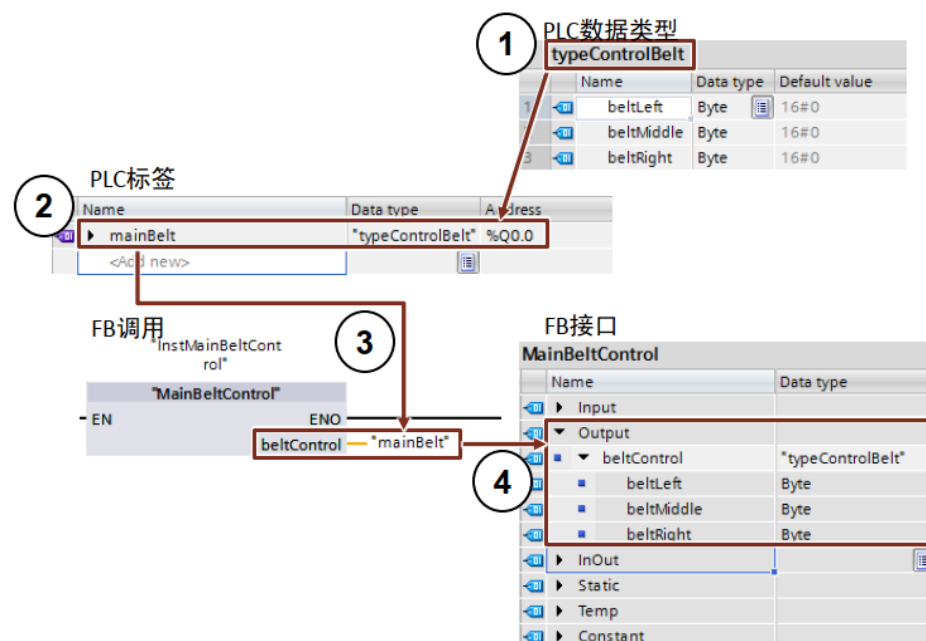 1
PLC数据类型
typeControlBelt
Name Data type Default value
1 beltLeft Byte 16#0
beltMiddle Byte 16#0
3 beltRight Byte 16#0
PLC标签
2
Name Data type Address
mainBelt "typeControlBelt" %Q0.0
<Add new>
FB调用
"InstMainBeltCont
rol"
3
"MainBeltControl"
EN ENO
beltControl "mainBelt"
FB接口
MainBeltControl
Name Data type
Input
Output
beltControl "typeControlBelt"
4
beltLeft Byte
beltMiddle Byte
beltRight Byte
InOut
Static
Temp
Constant